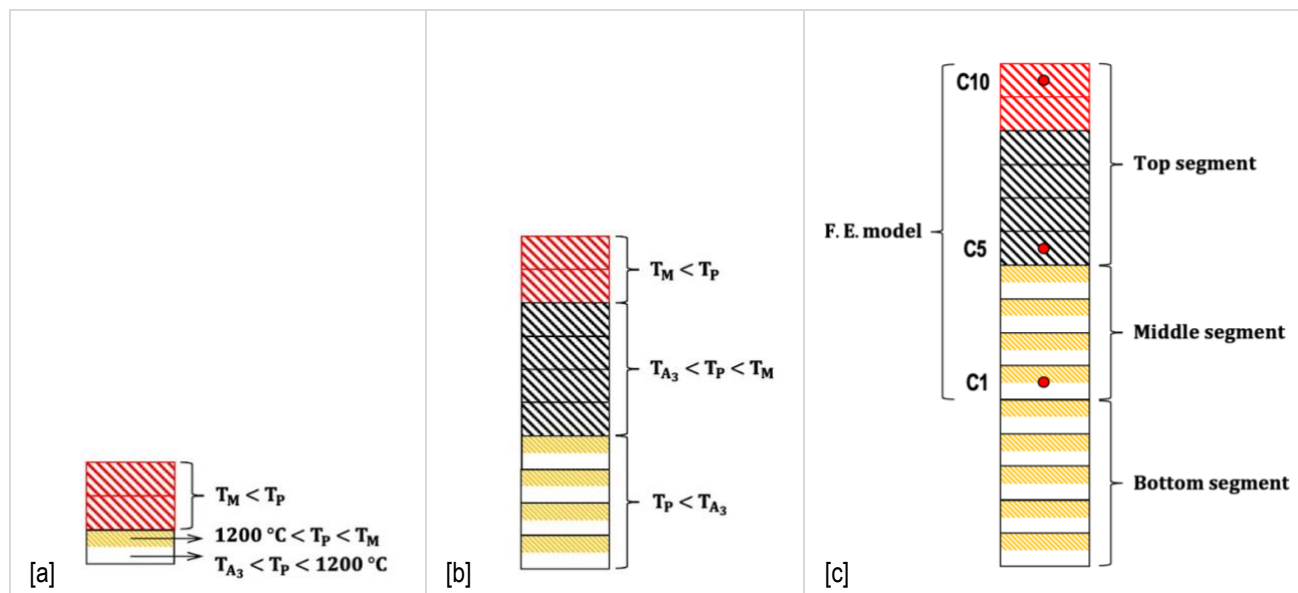 T_M < T_P
1200 °C < T_P < T_M
T_A₃ < T_P < 1200 °C
[a]
T_M < T_P
T_A₃ < T_P < T_M
T_P < T_A₃
[b]
C10
Top segment
F. E. model
C5
Middle segment
C1
Bottom segment
[c]